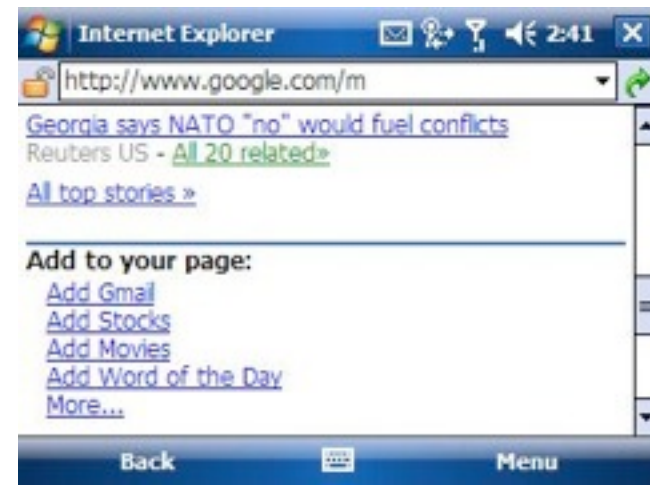 Internet Explorer 2:41
http://www.google.com/m
Georgia says NATO "no" would fuel conflicts
Reuters US - All 20 related»
All top stories »
Add to your page:
Add Gmail
Add Stocks
Add Movies
Add Word of the Day
More...
Back Menu